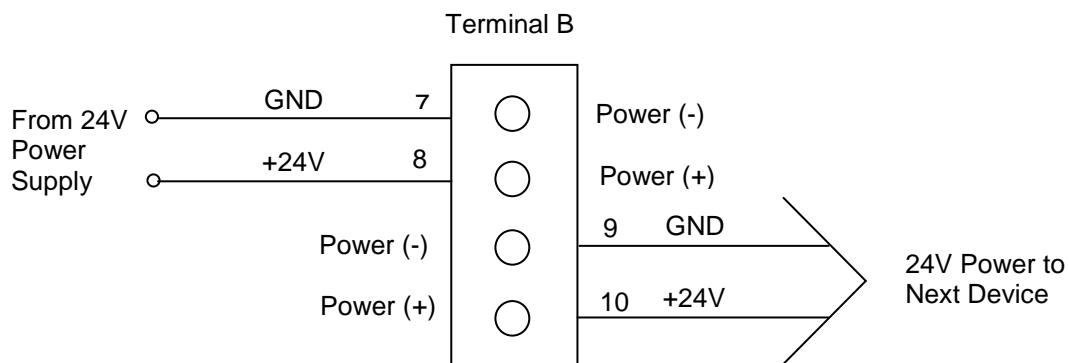 Terminal B
GND 7
Power (-)
From 24V
Power
Supply
+24V 8
Power (+)
Power (-)
9 GND
24V Power to
Next Device
Power (+)
10 +24V